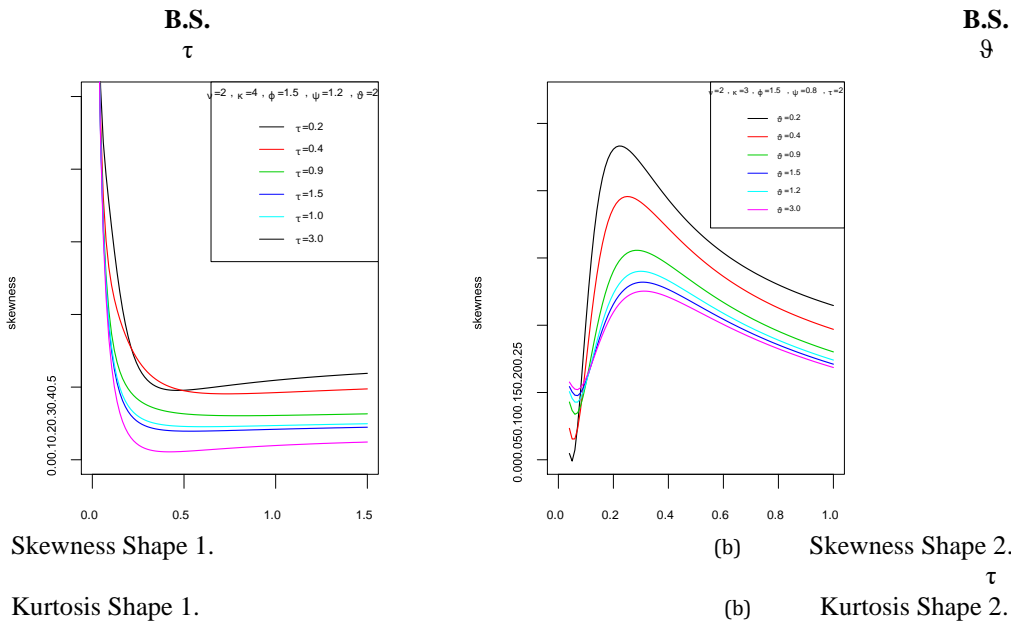 B.S. B.S.
τ ϑ
ν=2 , κ=4 , ϕ=1.5 , ψ=1.2 , ϑ=2
τ=0.2
τ=0.4
τ=0.9
τ=1.5
τ=1.0
τ=3.0
skewness
0.00.10.20.30.40.5
0.0 0.5 1.0 1.5
ν=2 , κ=3 , ϕ=1.5 , ψ=0.8 , τ=2
ϑ=0.2
ϑ=0.4
ϑ=0.9
ϑ=1.5
ϑ=1.2
ϑ=3.0
skewness
0.000.050.100.150.200.25
0.0 0.2 0.4 0.6 0.8 1.0
Skewness Shape 1. (b) Skewness Shape 2.
τ
Kurtosis Shape 1. (b) Kurtosis Shape 2.